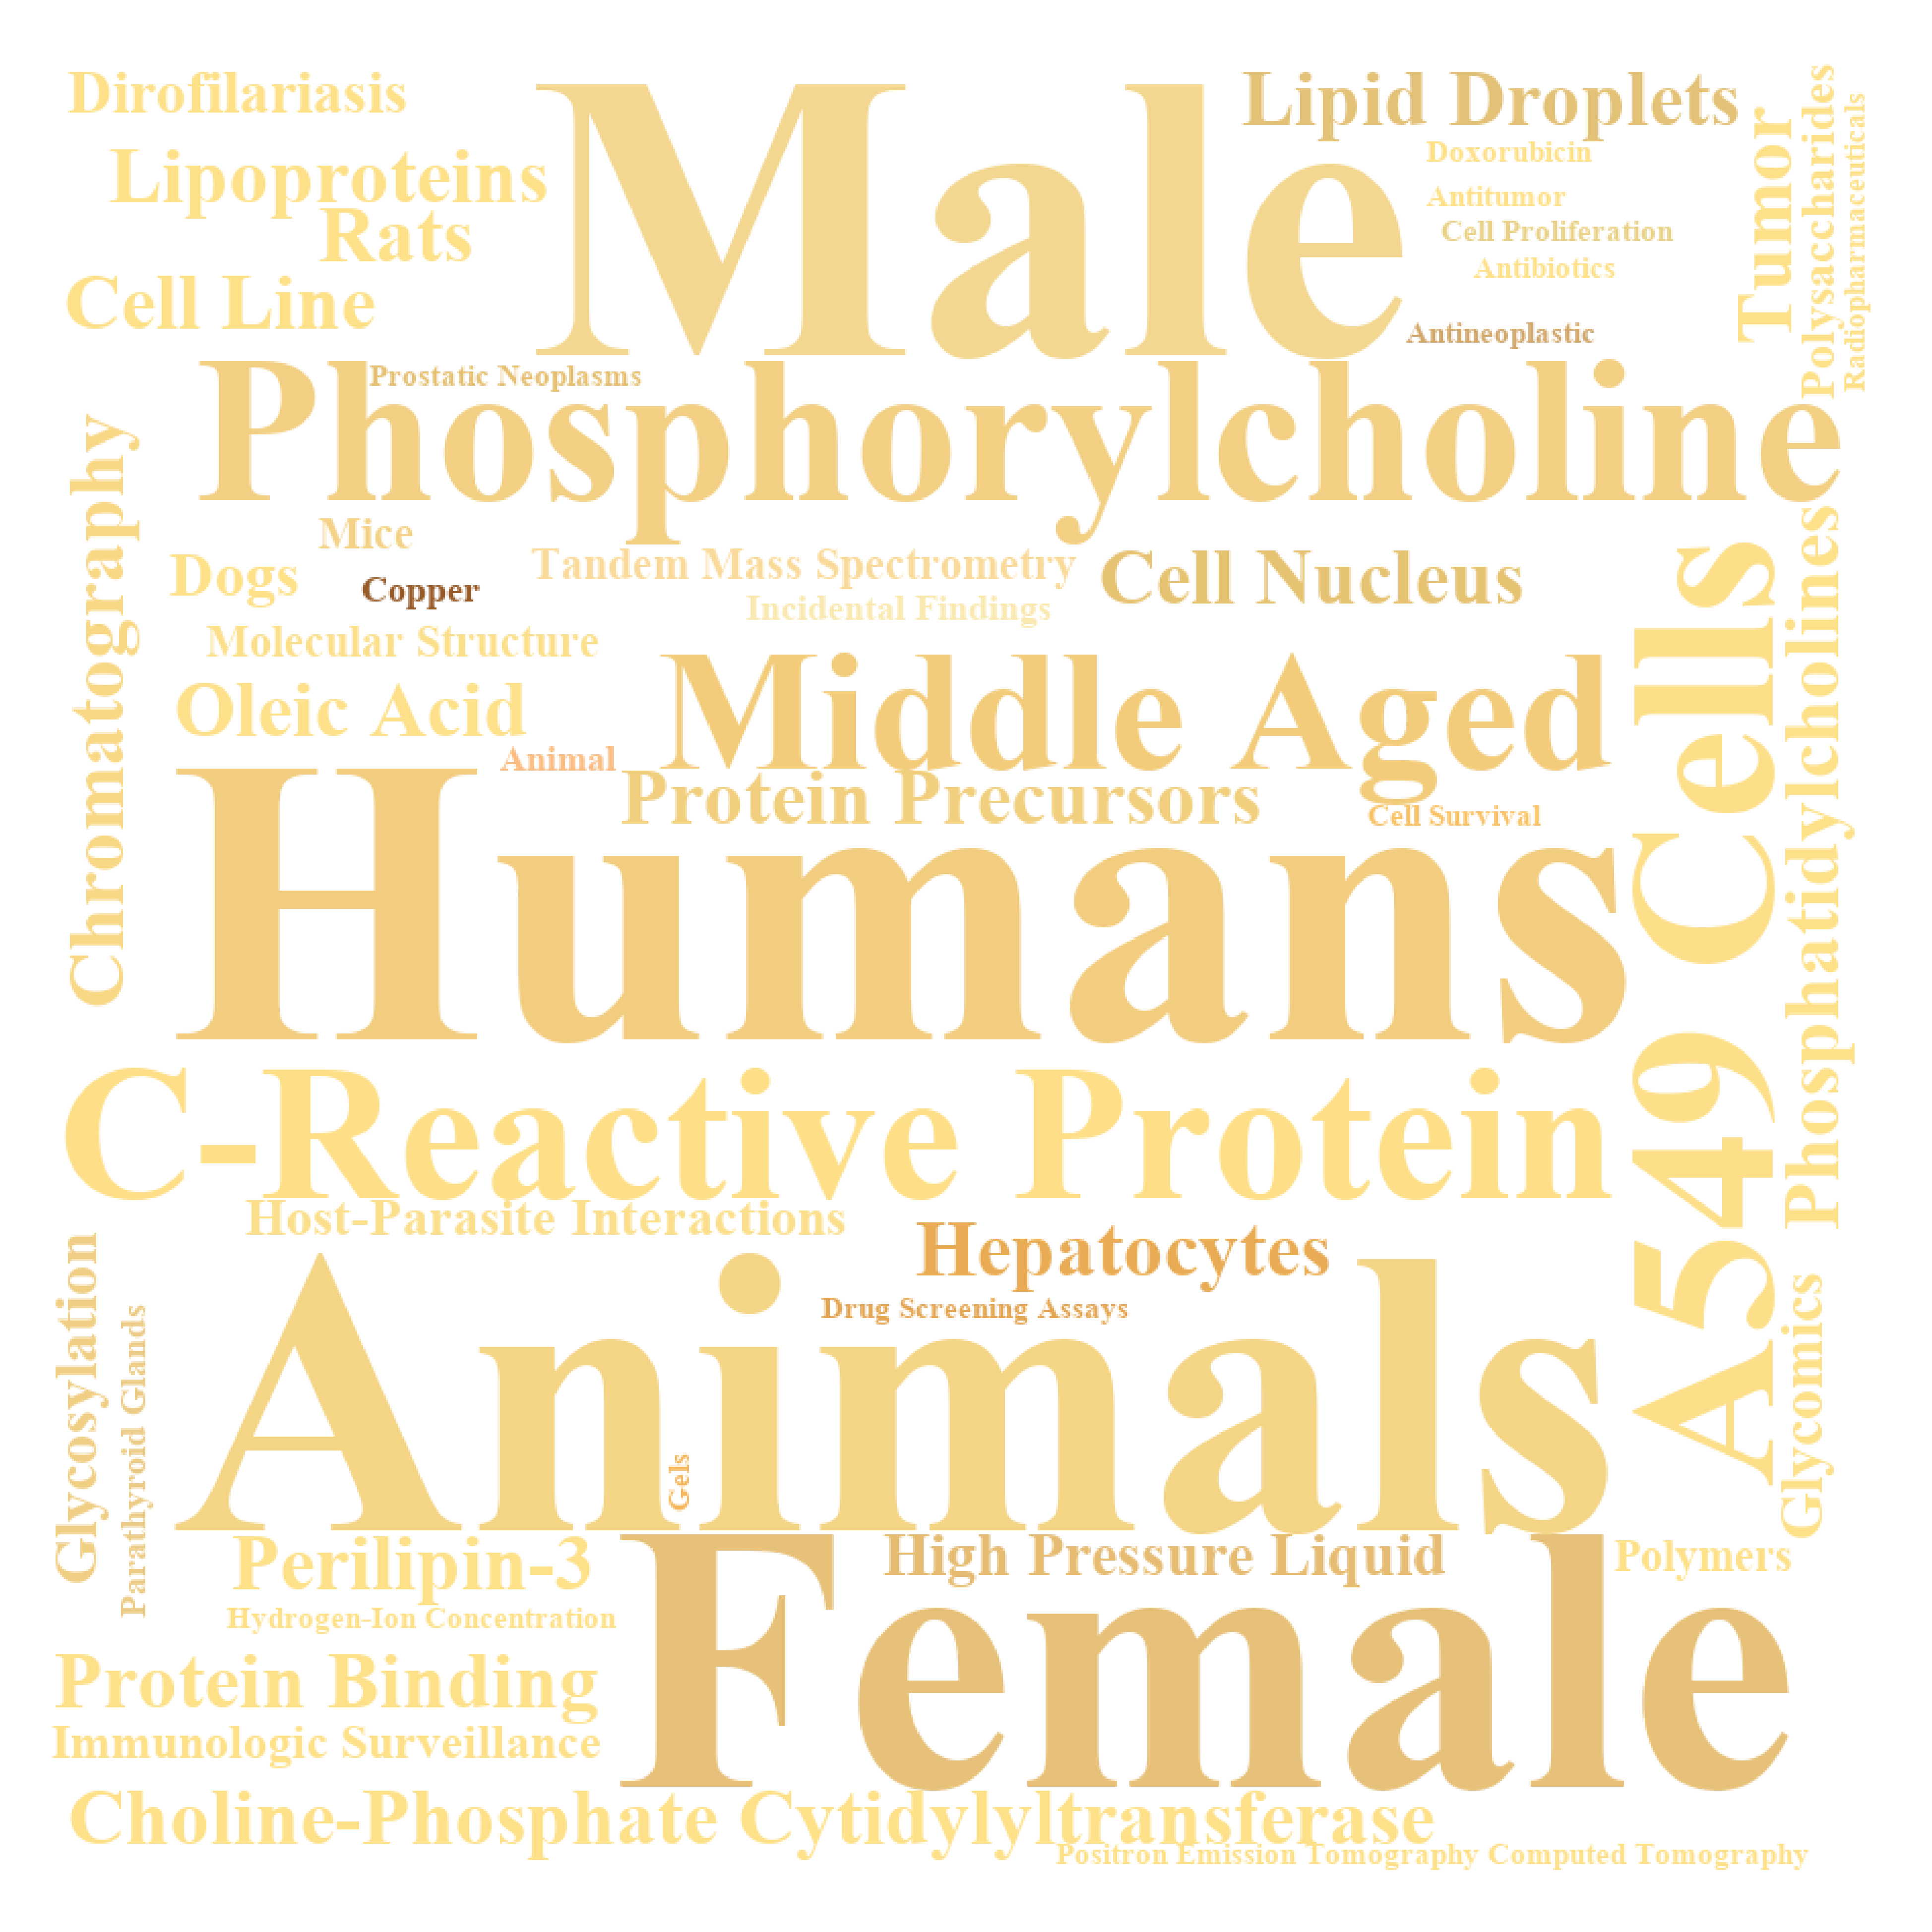 Dirofilariasis
Lipoproteins
Rats
Cell Line
Male
Lipid Droplets
Doxorubicin
Antitumor
Cell Proliferation
Antibiotics
Antineoplastic
Tumor
Polysaccharides
Radiopharmaceuticals
Prostatic Neoplasms
Phosphorylcholine
Chromatography
Mice
Dogs
Copper
Tandem Mass Spectrometry
Incidental Findings
Cell Nucleus
Molecular Structure
Oleic Acid
Animal
Middle Aged
Protein Precursors
Cell Survival
Humans
A549 Cells
Phosphatidylcholines
C-Reactive Protein
Host-Parasite Interactions
Hepatocytes
Drug Screening Assays
Animals
Gels
Glycosylation
Parathyroid Glands
Glycomics
Perilipin-3
Hydrogen-Ion Concentration
High Pressure Liquid
Polymers
Female
Protein Binding
Immunologic Surveillance
Choline-Phosphate Cytidylyltransferase
Positron Emission Tomography Computed Tomography